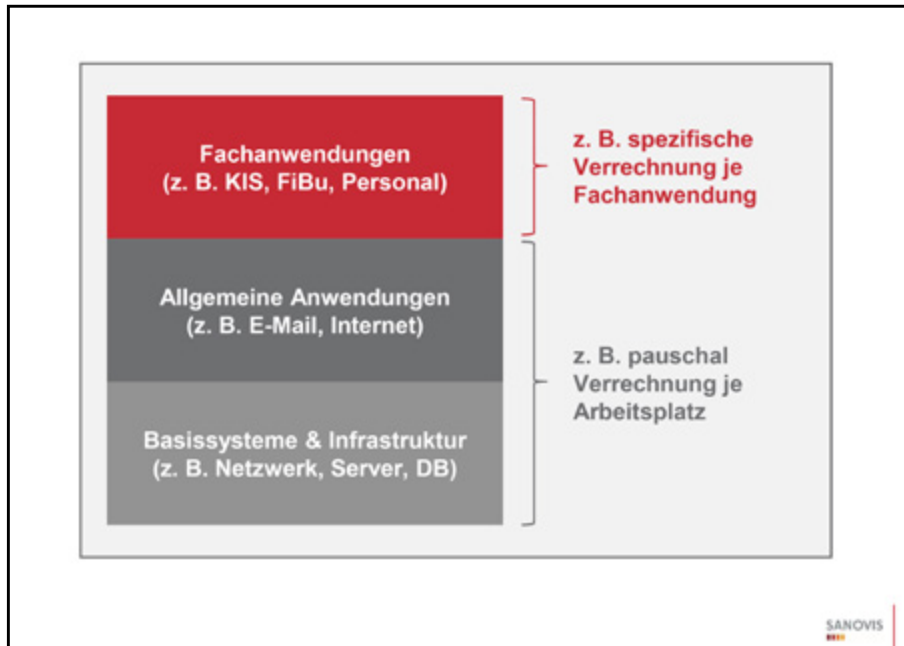 Fachanwendungen
(z. B. KIS, FiBu, Personal)
z. B. spezifische
Verrechnung je
Fachanwendung
Allgemeine Anwendungen
(z. B. E-Mail, Internet)
z. B. pauschal
Verrechnung je
Arbeitsplatz
Basissysteme & Infrastruktur
(z. B. Netzwerk, Server, DB)
SANOVIS